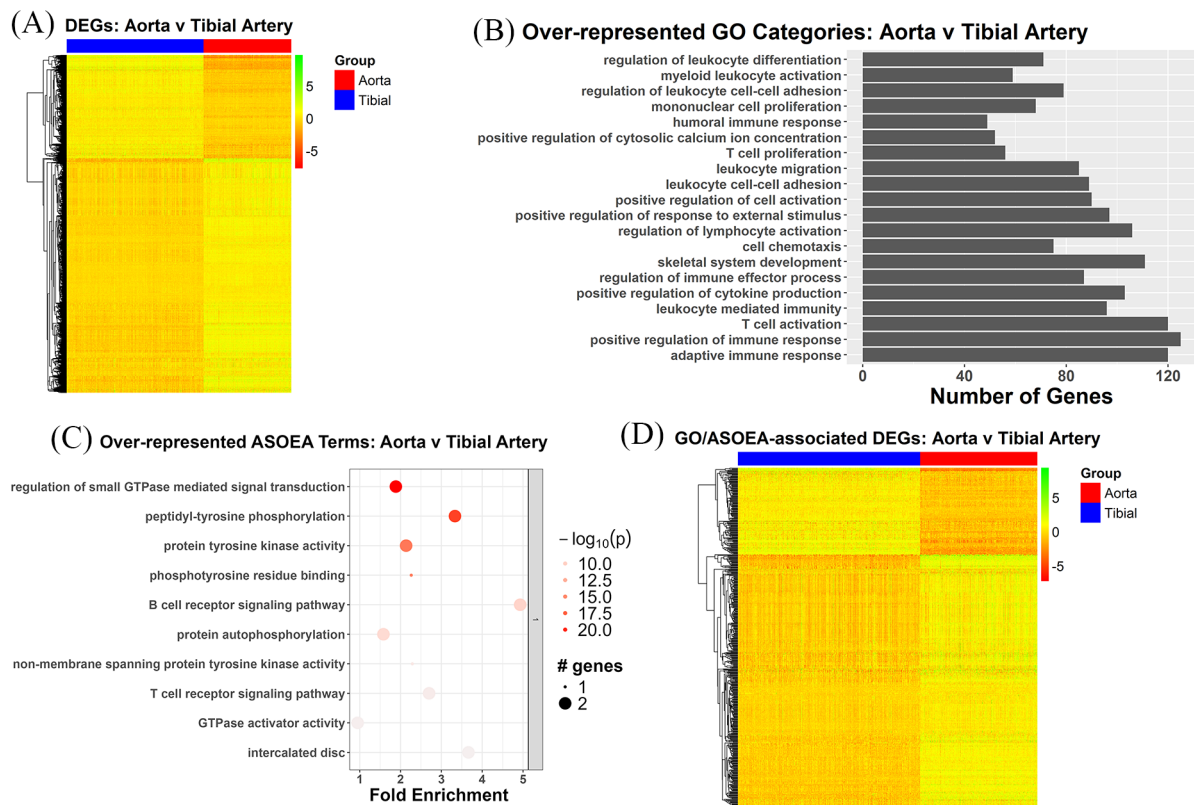 (A)
DEGs: Aorta v Tibial Artery
5
0
-5
Group
Aorta
Tibial
(B)
Over-represented GO Categories: Aorta v Tibial Artery
regulation of leukocyte differentiation
myeloid leukocyte activation
regulation of leukocyte cell-cell adhesion
mononuclear cell proliferation
humoral immune response
positive regulation of cytosolic calcium ion concentration
T cell proliferation
leukocyte migration
leukocyte cell-cell adhesion
positive regulation of cell activation
positive regulation of response to external stimulus
regulation of lymphocyte activation
cell chemotaxis
skeletal system development
regulation of immune effector process
positive regulation of cytokine production
leukocyte mediated immunity
T cell activation
positive regulation of immune response
adaptive immune response
0 40 80 120
Number of Genes
(C)
Over-represented ASOEA Terms: Aorta v Tibial Artery
regulation of small GTPase mediated signal transduction
peptidyl-tyrosine phosphorylation
protein tyrosine kinase activity
phosphotyrosine residue binding
B cell receptor signaling pathway
protein autophosphorylation
non-membrane spanning protein tyrosine kinase activity
T cell receptor signaling pathway
GTPase activator activity
intercalated disc
1 2 3 4 5
Fold Enrichment
1
−log10(p)
10.0
12.5
15.0
17.5
20.0
# genes
1
2
(D)
GO/ASOEA-associated DEGs: Aorta v Tibial Artery
5
0
-5
Group
Aorta
Tibial